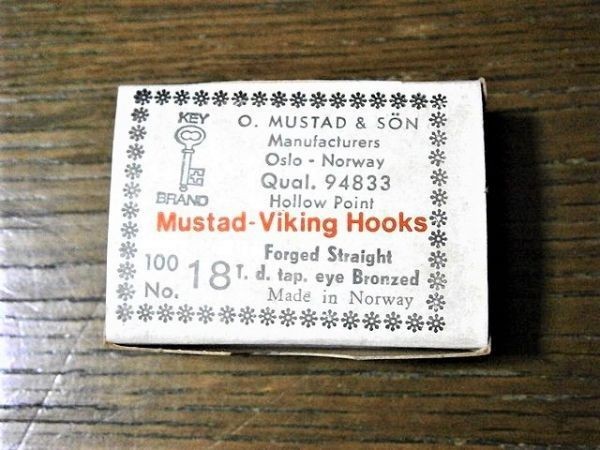 KEY
BRAND
O. MUSTAD & SÖN
Manufacturers
Oslo - Norway
Qual. 94833
Hollow Point
Mustad-Viking Hooks
100
No. 18
Forged Straight
T. d. tap. eye Bronzed
Made in Norway